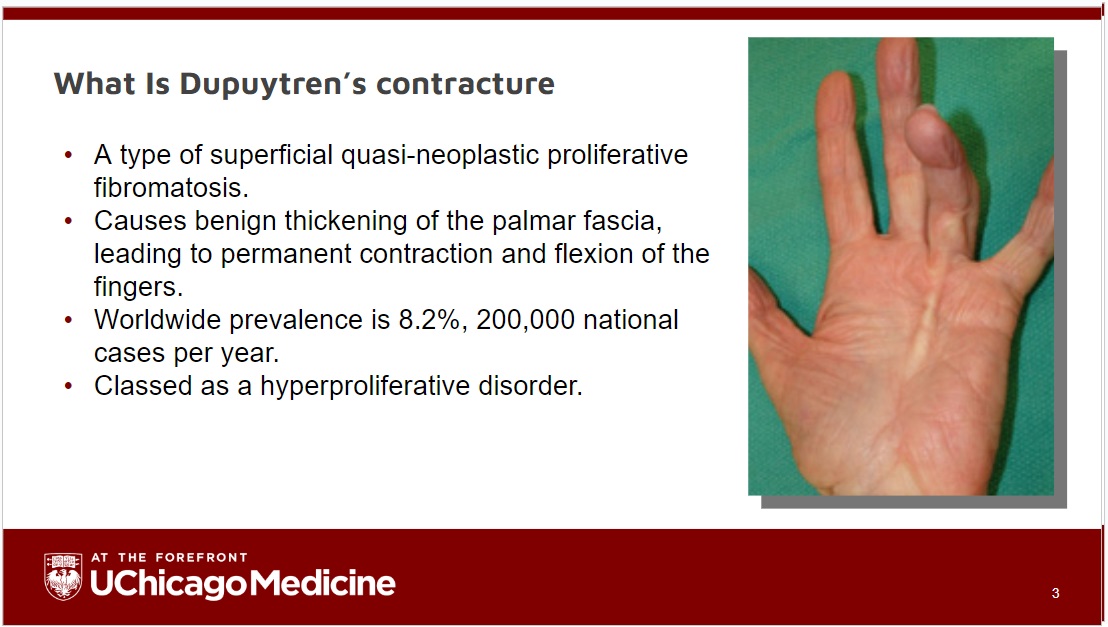 What Is Dupuytren’s contracture
• A type of superficial quasi-neoplastic proliferative
fibromatosis.
• Causes benign thickening of the palmar fascia,
leading to permanent contraction and flexion of the
fingers.
• Worldwide prevalence is 8.2%, 200,000 national
cases per year.
• Classed as a hyperproliferative disorder.
AT THE FOREFRONT
UChicagoMedicine
3